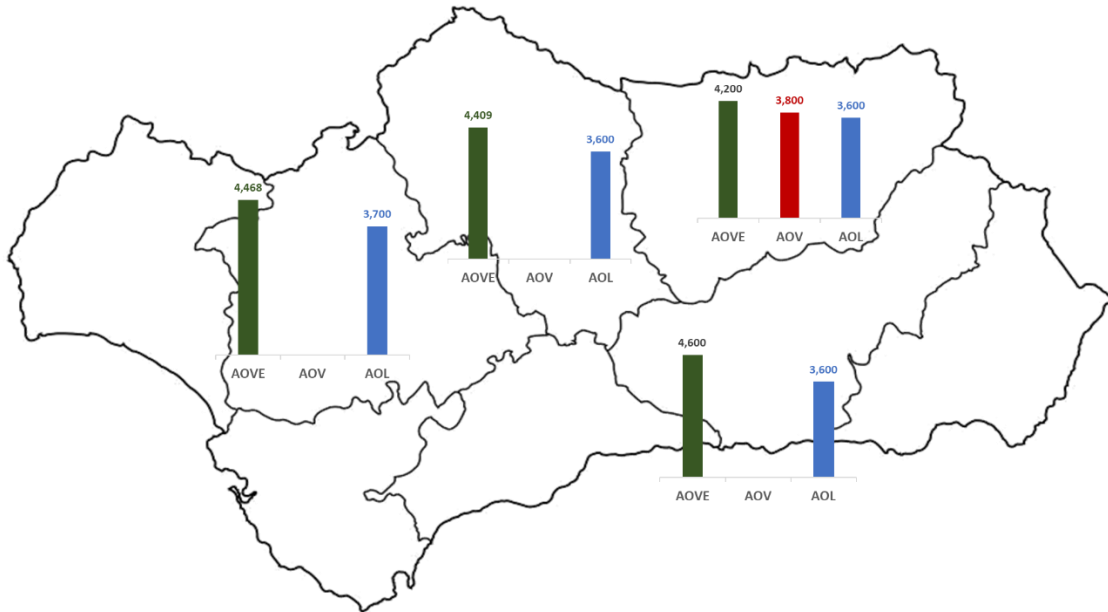 4,468
3,700
AOVE AOV AOL
4,409
3,600
AOVE AOV AOL
4,200
3,800
3,600
AOVE AOV AOL
4,600
3,600
AOVE AOV AOL